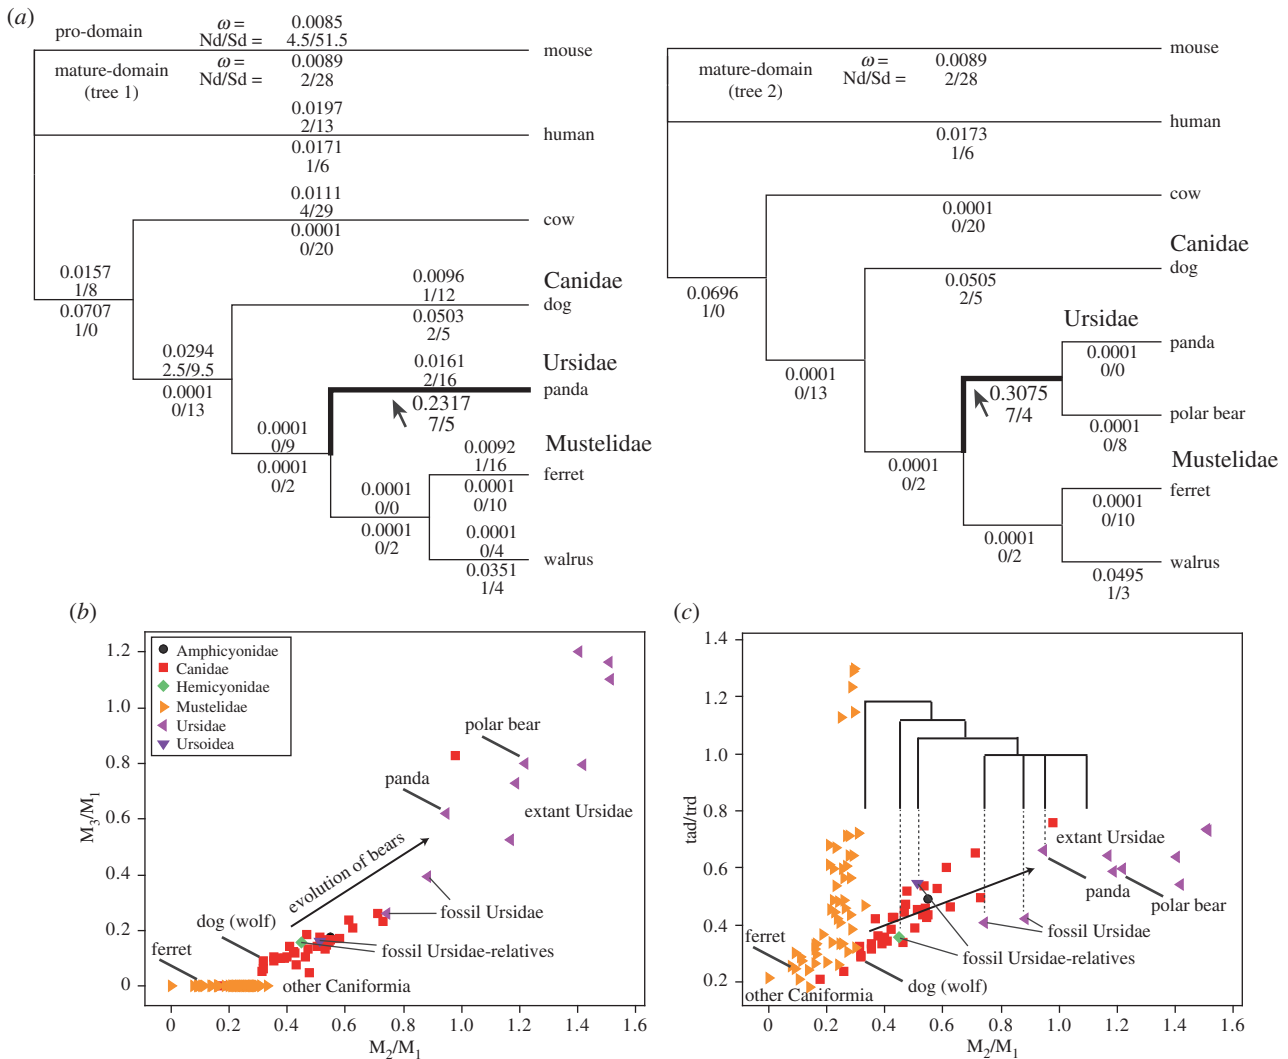 (a)
pro-domain
ω =
Nd/Sd =
0.0085
4.5/51.5
mouse
mature-domain
(tree 1)
ω =
Nd/Sd =
0.0089
2/28
0.0197
2/13
human
0.0171
1/6
0.0111
4/29
cow
0.0001
0/20
0.0157
1/8
0.0707
1/0
0.0096
1/12
Canidae
dog
0.0503
2/5
0.0294
2.5/9.5
0.0001
0/13
0.0161
2/16
Ursidae
panda
0.2317
7/5
0.0001
0/9
0.0001
0/2
Mustelidae
0.0092
1/16
ferret
0.0001
0/10
0.0001
0/0
0.0001
0/2
0.0001
0/4
walrus
0.0351
1/4
mouse
mature-domain
(tree 2)
ω =
Nd/Sd =
0.0089
2/28
human
0.0173
1/6
cow
0.0001
0/20
Canidae
dog
0.0505
2/5
0.0696
1/0
Ursidae
panda
0.0001
0/0
0.0001
0/13
0.3075
7/4
polar bear
0.0001
0/8
Mustelidae
0.0001
0/2
ferret
0.0001
0/10
0.0001
0/2
walrus
0.0495
1/3
(b)
Amphicyonidae
Canidae
Hemicyonidae
Mustelidae
Ursidae
Ursoidea
polar bear
panda
extant Ursidae
evolution of bears
fossil Ursidae
dog (wolf)
fossil Ursidae-relatives
ferret
other Caniformia
M3/M1
1.2
1.0
0.8
0.6
0.4
0.2
0
0 0.2 0.4 0.6 0.8 1.0 1.2 1.4 1.6
M2/M1
(c)
tad/trd
1.4
1.2
1.0
0.8
0.6
0.4
0.2
extant Ursidae
panda
polar bear
fossil Ursidae
fossil Ursidae-relatives
ferret
dog (wolf)
other Caniformia
0 0.2 0.4 0.6 0.8 1.0 1.2 1.4 1.6
M2/M1